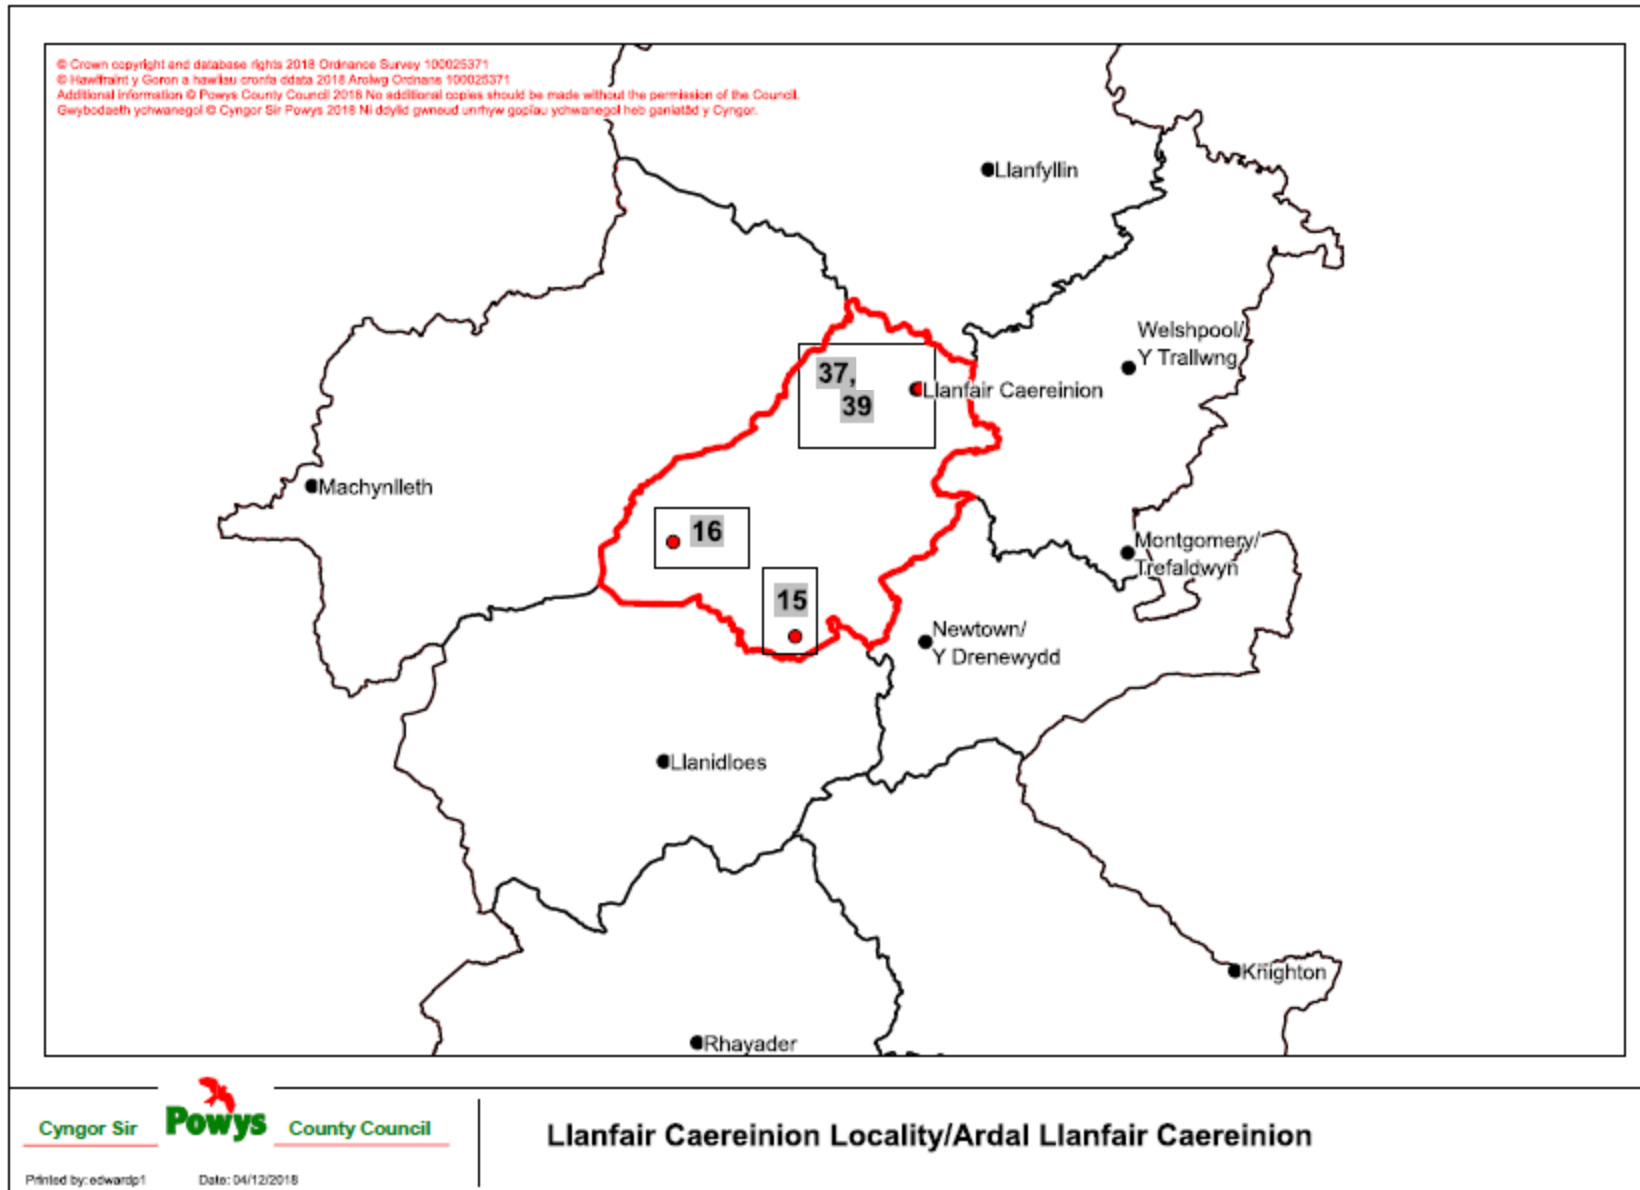 © Crown copyright and database rights 2018 Ordnance Survey 100025371
© Hawlfraint y Goron a hawliau cronfa ddata 2018 Arolwg Ordnans 100025371
Additional information © Powys County Council 2018 No additional copies should be made without the permission of the Council.
Gwybodaeth ychwanegol © Cyngor Sir Powys 2018 Ni ddylid gwneud unrhyw gopïau ychwanegol heb ganiatâd y Cyngor.
Llanfyllin
Welshpool/
Y Trallwng
37,
39
Llanfair Caereinion
Machynlleth
16
Montgomery/
Trefaldwyn
15
Newtown/
Y Drenewydd
Llanidloes
Knighton
Rhayader
Cyngor Sir Powys County Council
Llanfair Caereinion Locality/Ardal Llanfair Caereinion
Printed by: edwardp1 Date: 04/12/2018